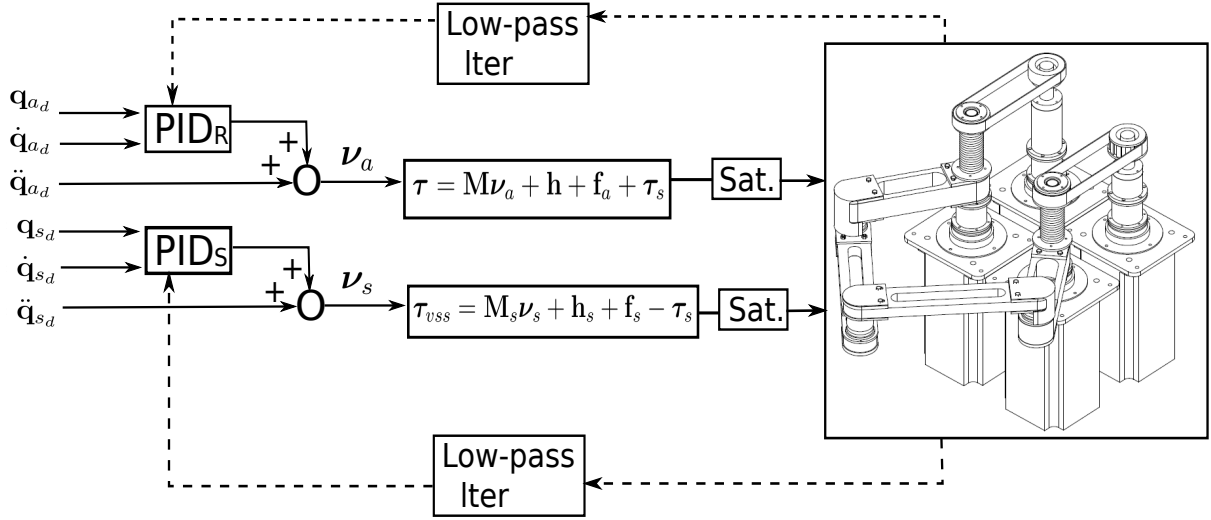 Low-pass
lter
q_{a_d}
PID_R
q̇_{a_d}
+
+
ν_a
q̈_{a_d}
O
τ = Mν_a + h + f_a + τ_s
Sat.
q_{s_d}
PID_S
q̇_{s_d}
+
+
ν_s
q̈_{s_d}
O
τ_{vss} = M_sν_s + h_s + f_s − τ_s
Sat.
Low-pass
lter